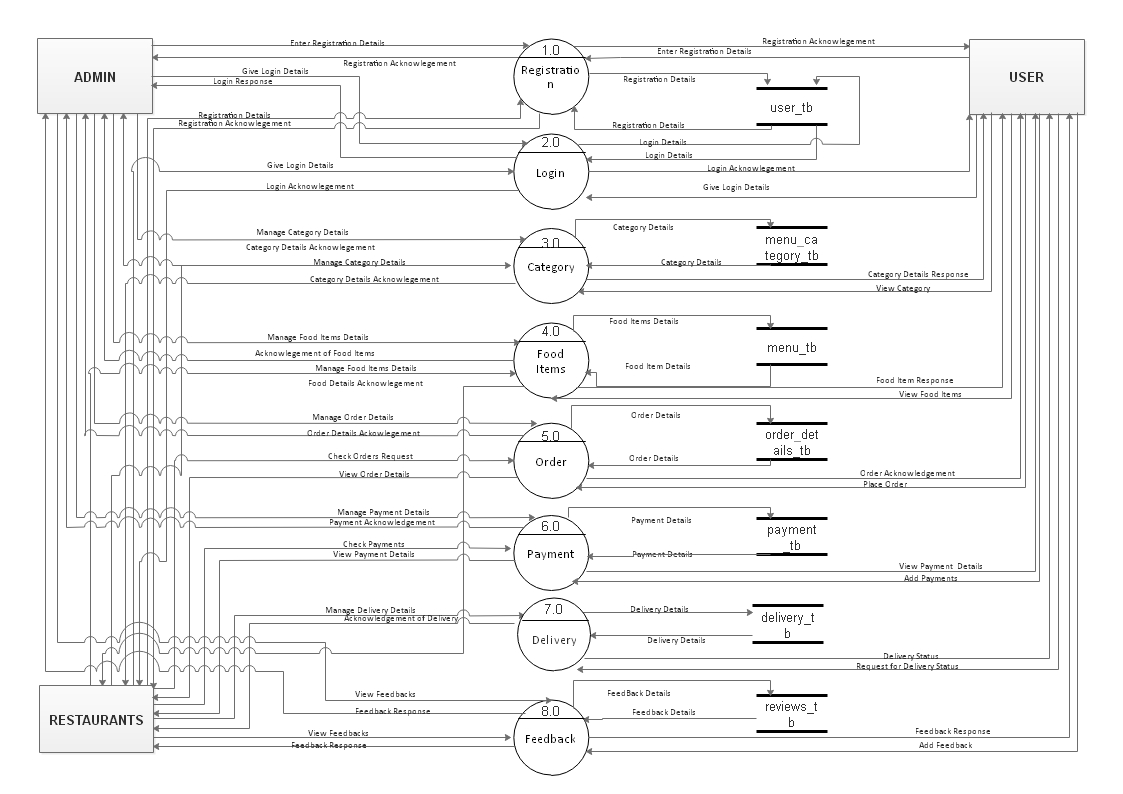 Enter Registration Details
Registration Acknowlegement
ADMIN
1.0
Registratio
n
USER
Registration Acknowlegement
Enter Registration Details
Give Login Details
Login Response
Registration Details
user_tb
Registration Details
Registration Acknowlegement
Registration Details
2.0
Login
Login Details
Login Details
Give Login Details
Login Acknowlegement
Login Acknowlegement
Give Login Details
Manage Category Details
Category Details Acknowlegement
Manage Category Details
Category Details Acknowlegement
3.0
Category
Category Details
menu_ca
tegory_tb
Category Details
Category Details Response
View Category
Manage Food Items Details
Acknowlegement of Food Items
Manage Food Items Details
Food Details Acknowlegement
4.0
Food
Items
Food Items Details
menu_tb
Food Item Details
Food Item Response
View Food Items
Manage Order Details
Order Details Ackowlegement
Check Orders Request
View Order Details
5.0
Order
Order Details
order_det
ails_tb
Order Details
Order Acknowledgement
Place Order
Manage Payment Details
Payment Acknowledgement
Check Payments
View Payment Details
6.0
Payment
Payment Details
payment
_tb
Payment Details
View Payment Details
Add Payments
Manage Delivery Details
Acknowledgement of Delivery
7.0
Delivery
Delivery Details
delivery_t
b
Delivery Details
Delivery Status
Request for Delivery Status
RESTAURANTS
View Feedbacks
Feedback Response
View Feedbacks
Feedback Response
8.0
Feedback
FeedBack Details
reviews_t
b
Feedback Details
Feedback Response
Add Feedback